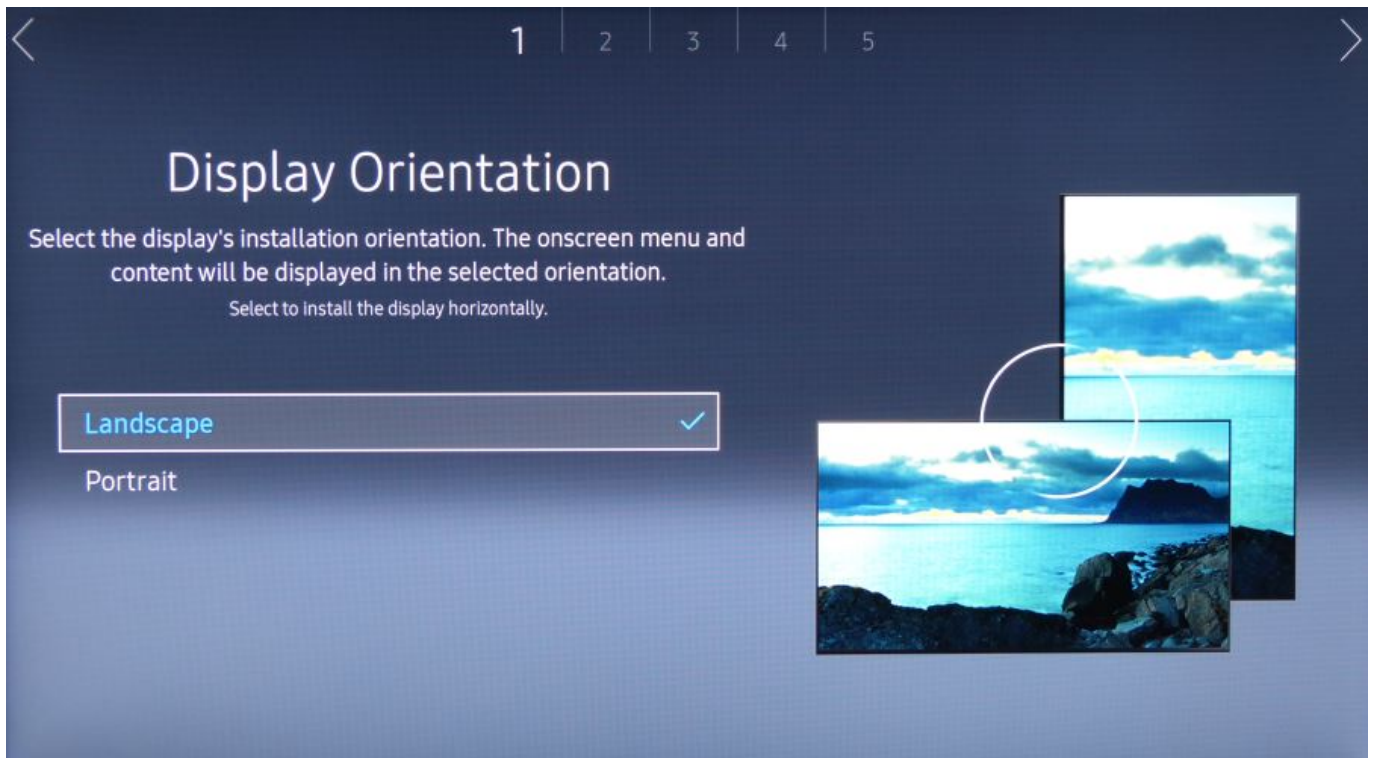 1 2 3 4 5
Display Orientation
Select the display's installation orientation. The onscreen menu and
content will be displayed in the selected orientation.
Select to install the display horizontally.
Landscape
Portrait